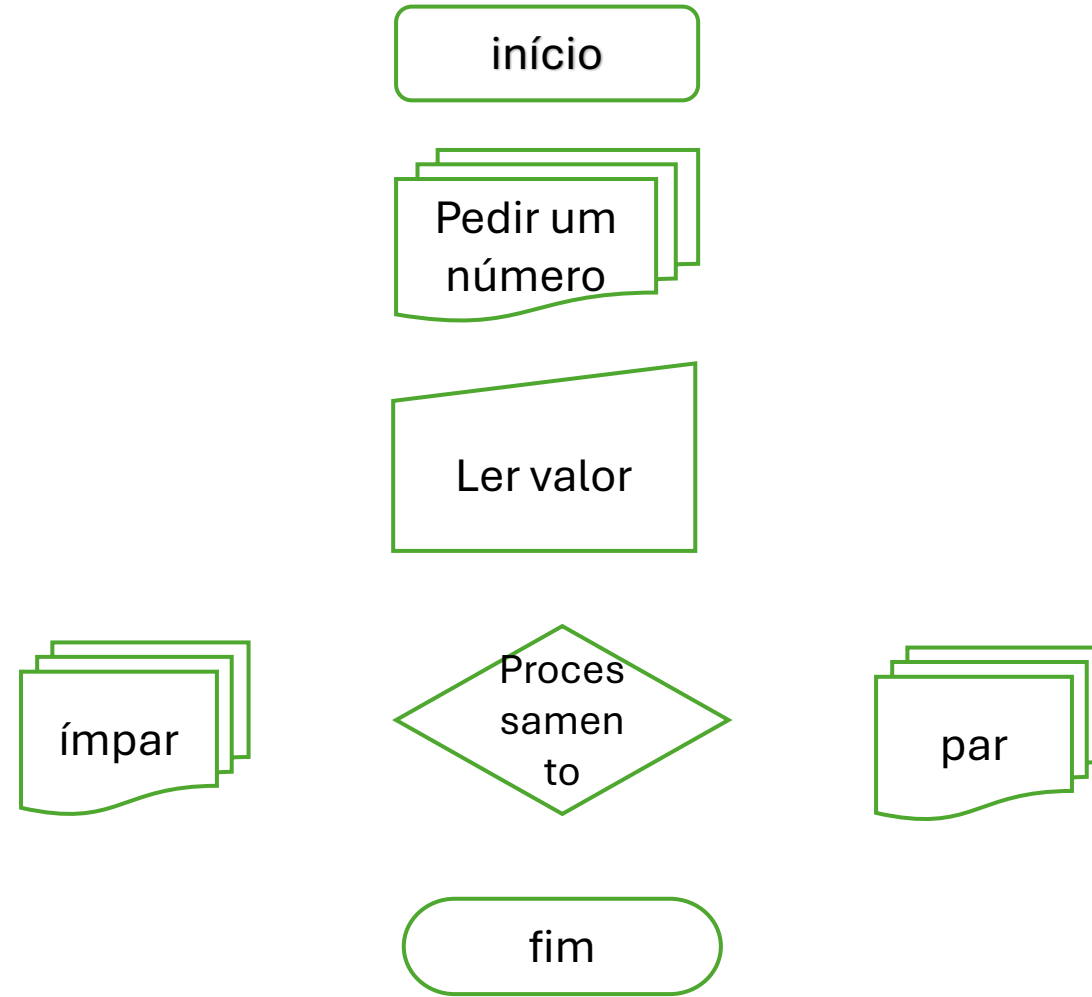 início
Pedir um
número
Ler valor
ímpar
Proces
samen
to
par
fim